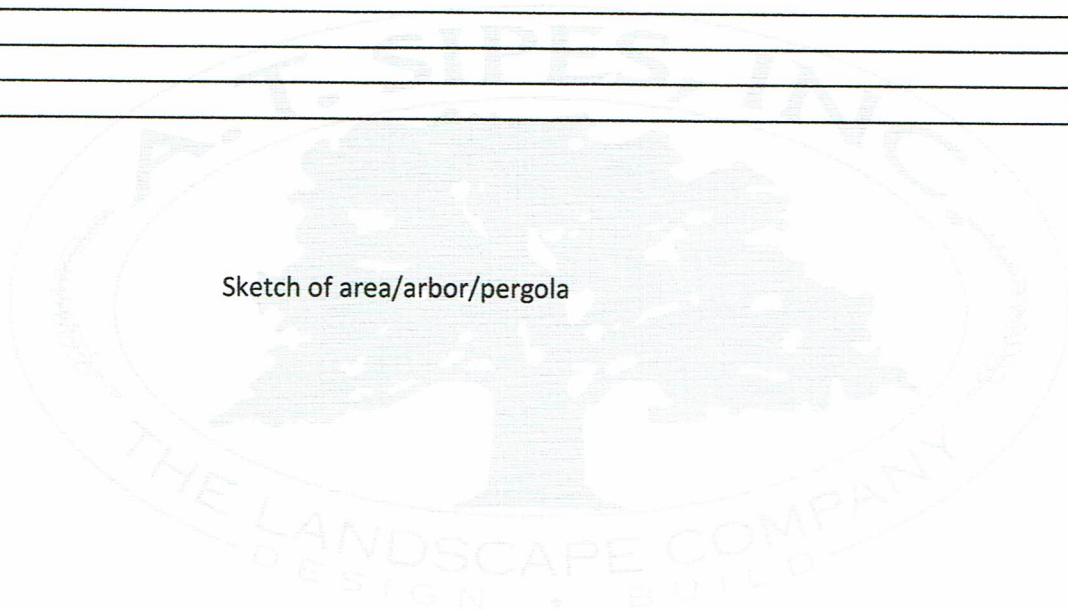 A. T. SIPES, INC.
Sketch of area/arbor/pergola
THE LANDSCAPE COMPANY
DESIGN • BUILD